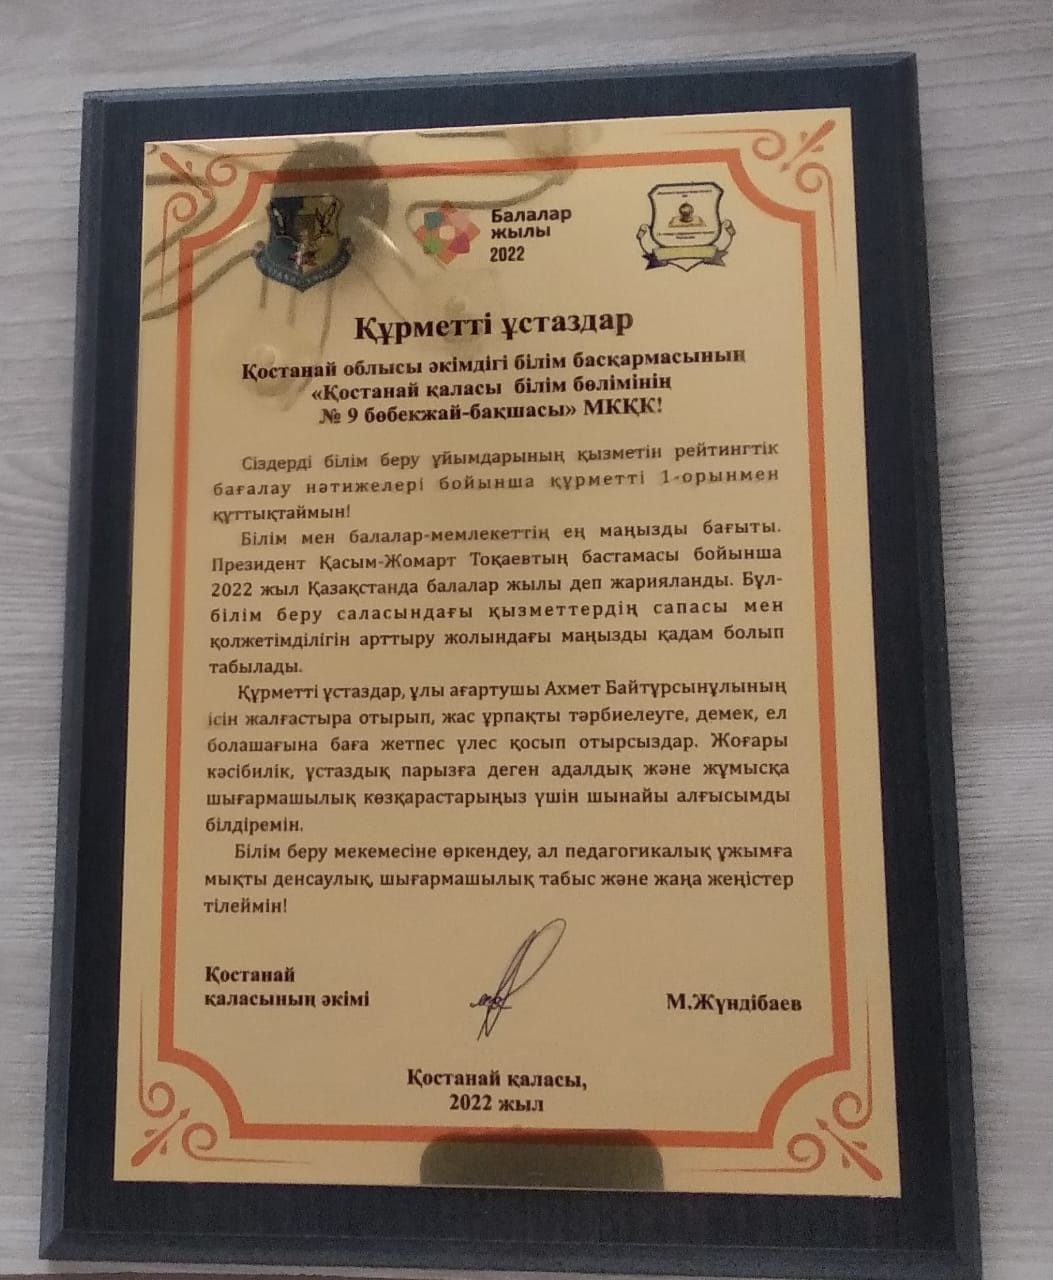 Балалар
жылы
2022
Құрметті ұстаздар
Қостанай облысы әкімдігі білім басқармасының
«Қостанай қаласы білім бөлімінің
№ 9 бөбекжай-бақшасы» МКҚК!
Сіздерді білім беру ұйымдарының қызметін рейтингтік
бағалау нәтижелері бойынша құрметті 1-орынмен
құттықтаймын!
Білім мен балалар-мемлекеттің ең маңызды бағыты.
Президент Қасым-Жомарт Тоқаевтың бастамасы бойынша
2022 жыл Қазақстанда балалар жылы деп жарияланды. Бұл-
білім беру саласындағы қызметтердің сапасы мен
қолжетімділігін арттыру жолындағы маңызды қадам болып
табылады.
Құрметті ұстаздар, ұлы ағартушы Ахмет Байтұрсынұлының
ісін жалғастыра отырып, жас ұрпақты тәрбиелеуге, демек, ел
болашағына баға жетпес үлес қосып отырсыздар. Жоғары
кәсібилік, ұстаздық парызға деген адалдық және жұмысқа
шығармашылық көзқарастарыңыз үшін шынайы алғысымды
білдіремін.
Білім беру мекемесіне өркендеу, ал педагогикалық ұжымға
мықты денсаулық, шығармашылық табыс және жаңа жеңістер
тілеймін!
Қостанай
қаласының әкімі
М.Жүндібаев
Қостанай қаласы,
2022 жыл